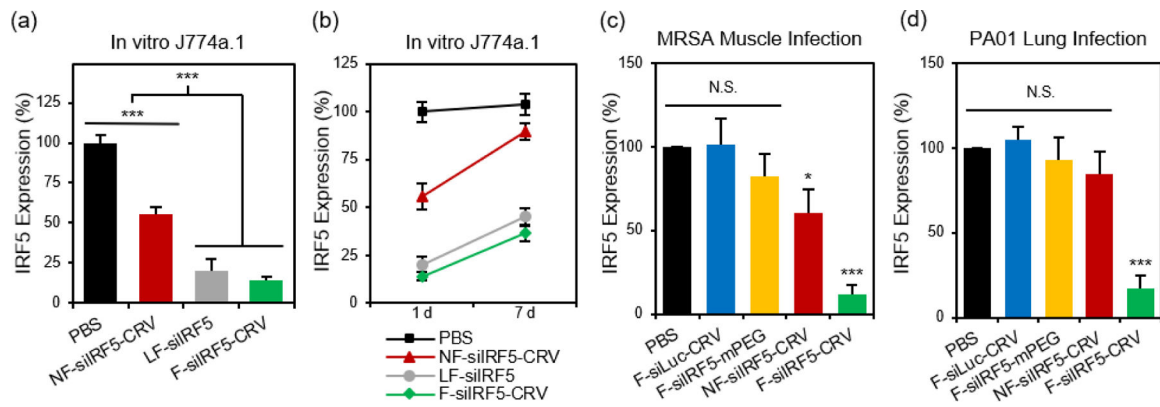 (a)
In vitro J774a.1
IRF5 Expression (%)
125
100
75
50
25
0
***
***
PBS
NF-siIRF5-CRV
LF-siIRF5
F-siIRF5-CRV
(b)
In vitro J774a.1
IRF5 Expression (%)
125
100
75
50
25
0
1 d
7 d
PBS
NF-siIRF5-CRV
LF-siIRF5
F-siIRF5-CRV
(c)
MRSA Muscle Infection
IRF5 Expression (%)
150
100
50
0
N.S.
*
***
PBS
F-siLuc-CRV
F-siIRF5-mPEG
NF-siIRF5-CRV
F-siIRF5-CRV
(d)
PA01 Lung Infection
IRF5 Expression (%)
150
100
50
0
N.S.
***
PBS
F-siLuc-CRV
F-siIRF5-mPEG
NF-siIRF5-CRV
F-siIRF5-CRV